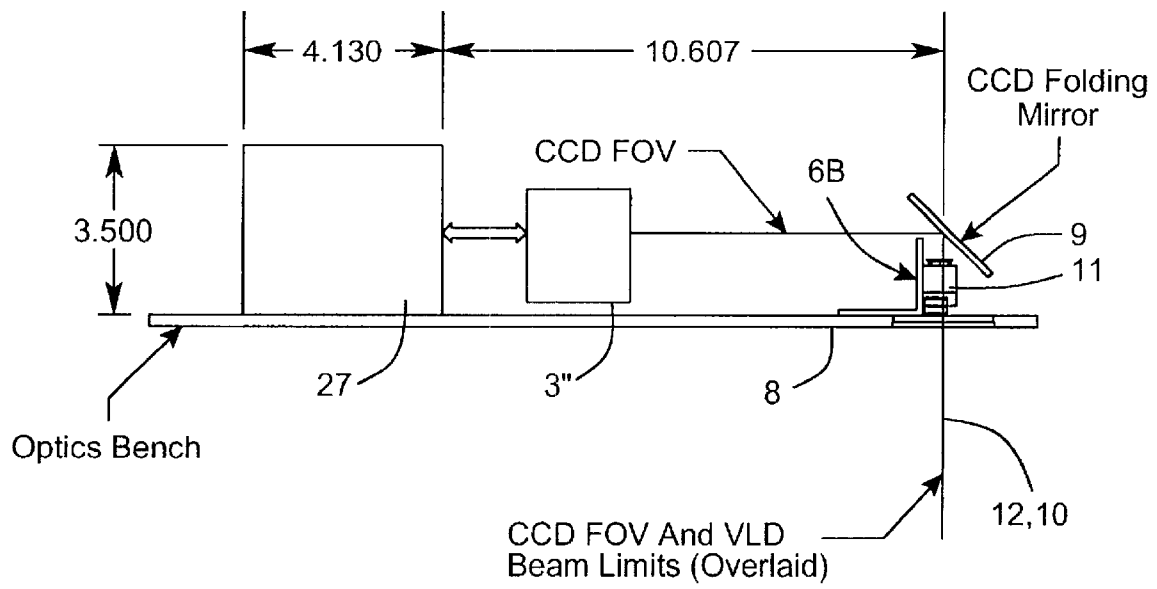 4.130
10.607
CCD Folding
Mirror
CCD FOV
6B
3.500
9
11
27
3"
8
Optics Bench
12,10
CCD FOV And VLD
Beam Limits (Overlaid)